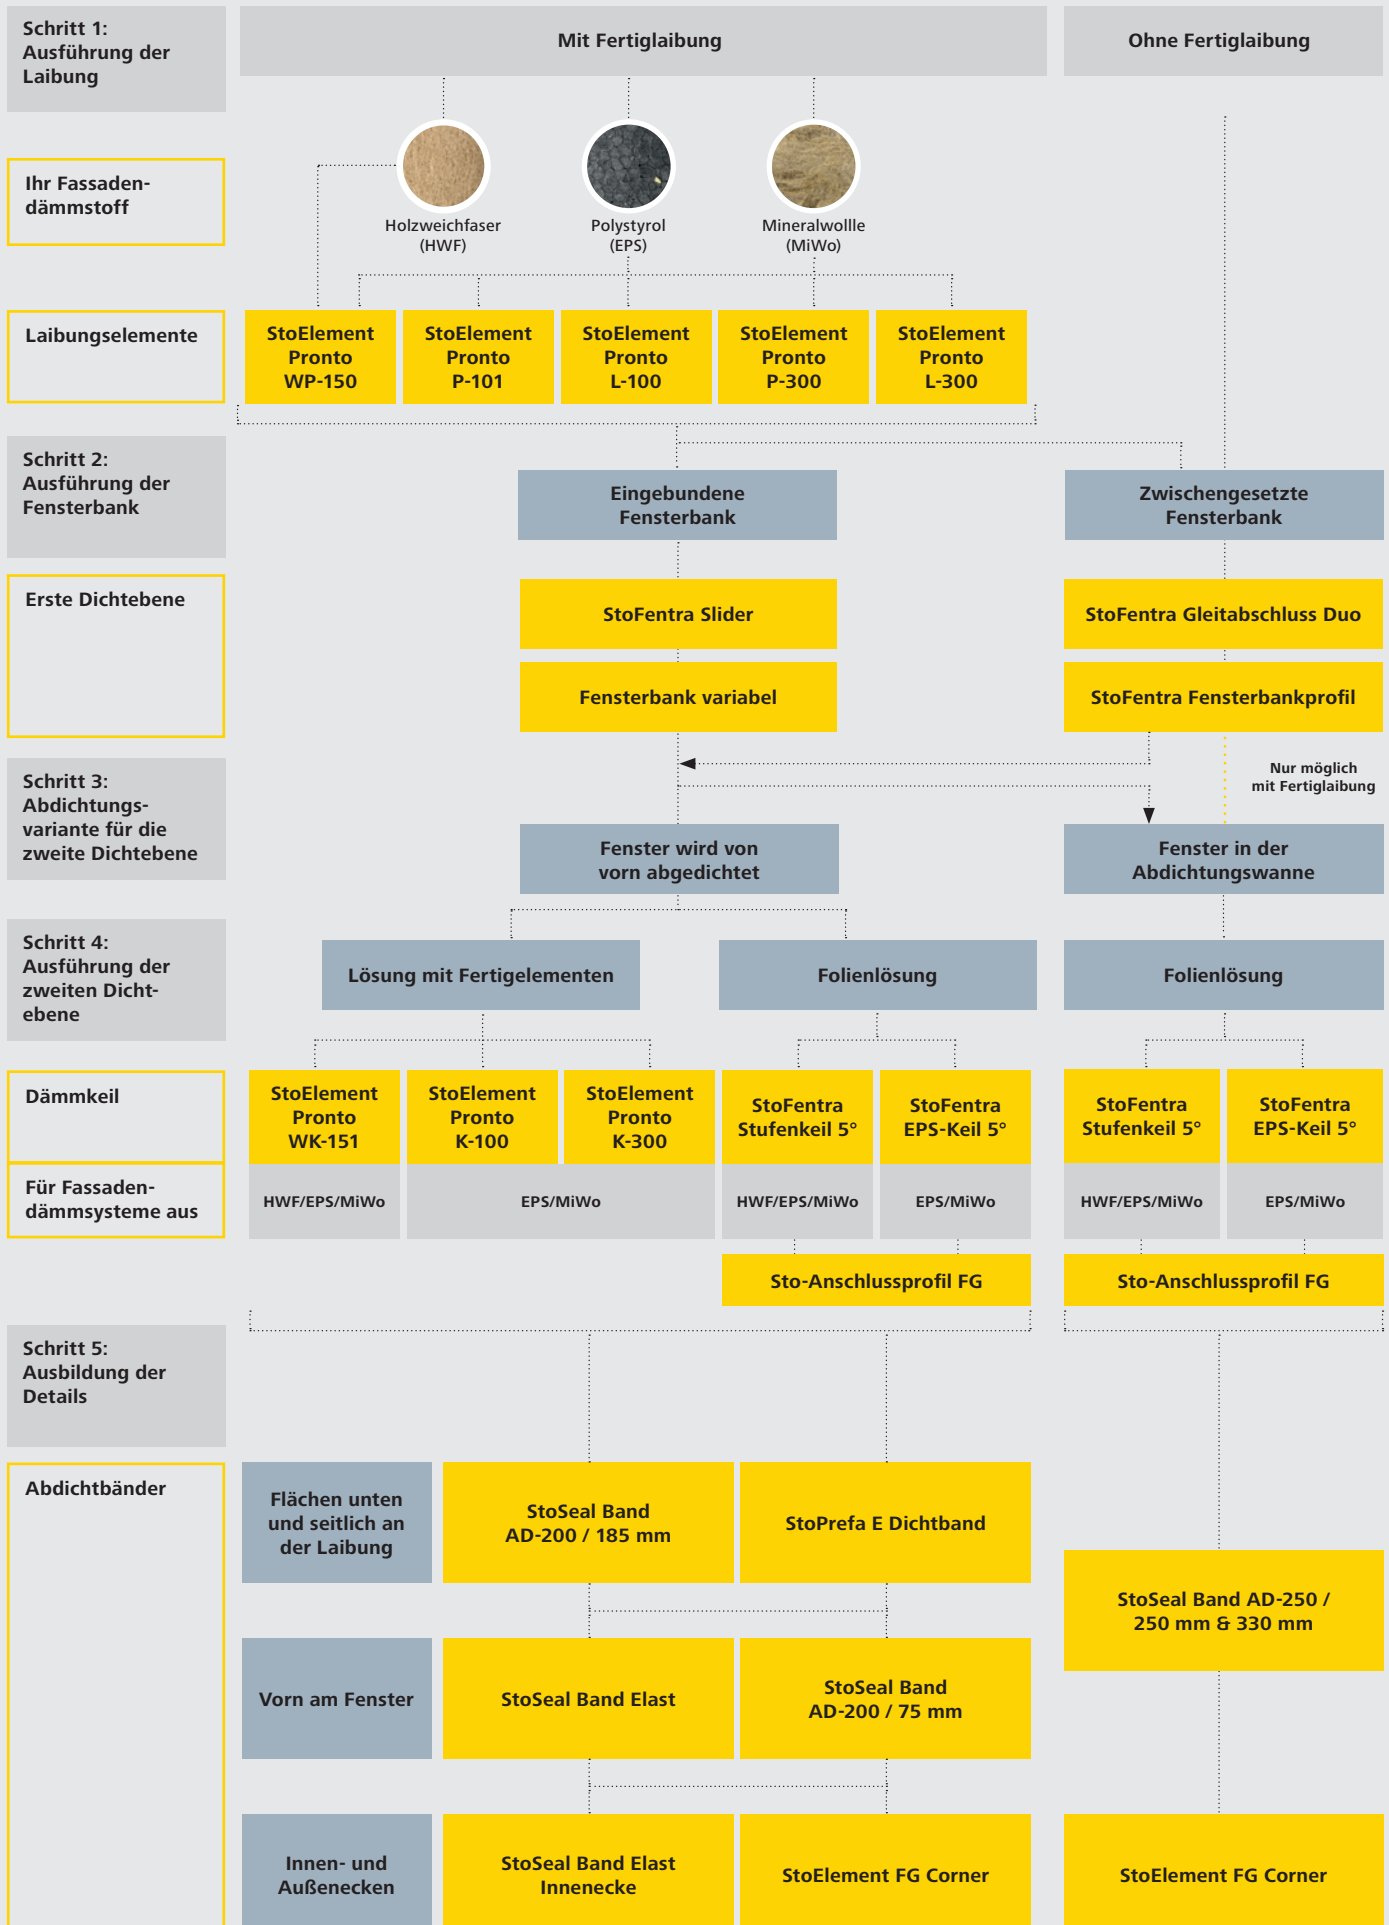 Schritt 1:
Ausführung der
Laibung
Mit Fertiglaibung
Ohne Fertiglaibung
Ihr Fassaden-
dämmstoff
Holzweichfaser
(HWF)
Polystyrol
(EPS)
Mineralwollle
(MiWo)
Laibungselemente
StoElement
Pronto
WP-150
StoElement
Pronto
P-101
StoElement
Pronto
L-100
StoElement
Pronto
P-300
StoElement
Pronto
L-300
Schritt 2:
Ausführung der
Fensterbank
Eingebundene
Fensterbank
Zwischengesetzte
Fensterbank
Erste Dichtebene
StoFentra Slider
StoFentra Gleitabschluss Duo
Fensterbank variabel
StoFentra Fensterbankprofil
Schritt 3:
Abdichtungs-
variante für die
zweite Dichtebene
Nur möglich
mit Fertiglaibung
Fenster wird von
vorn abgedichtet
Fenster in der
Abdichtungswanne
Schritt 4:
Ausführung der
zweiten Dicht-
ebene
Lösung mit Fertigelementen
Folienlösung
Folienlösung
Dämmkeil
StoElement
Pronto
WK-151
StoElement
Pronto
K-100
StoElement
Pronto
K-300
StoFentra
Stufenkeil 5°
StoFentra
EPS-Keil 5°
StoFentra
Stufenkeil 5°
StoFentra
EPS-Keil 5°
Für Fassaden-
dämmsysteme aus
HWF/EPS/MiWo
EPS/MiWo
HWF/EPS/MiWo
EPS/MiWo
HWF/EPS/MiWo
EPS/MiWo
Sto-Anschlussprofil FG
Sto-Anschlussprofil FG
Schritt 5:
Ausbildung der
Details
Abdichtbänder
Flächen unten
und seitlich an
der Laibung
StoSeal Band
AD-200 / 185 mm
StoPrefa E Dichtband
StoSeal Band AD-250 /
250 mm & 330 mm
Vorn am Fenster
StoSeal Band Elast
StoSeal Band
AD-200 / 75 mm
Innen- und
Außenecken
StoSeal Band Elast
Innenecke
StoElement FG Corner
StoElement FG Corner